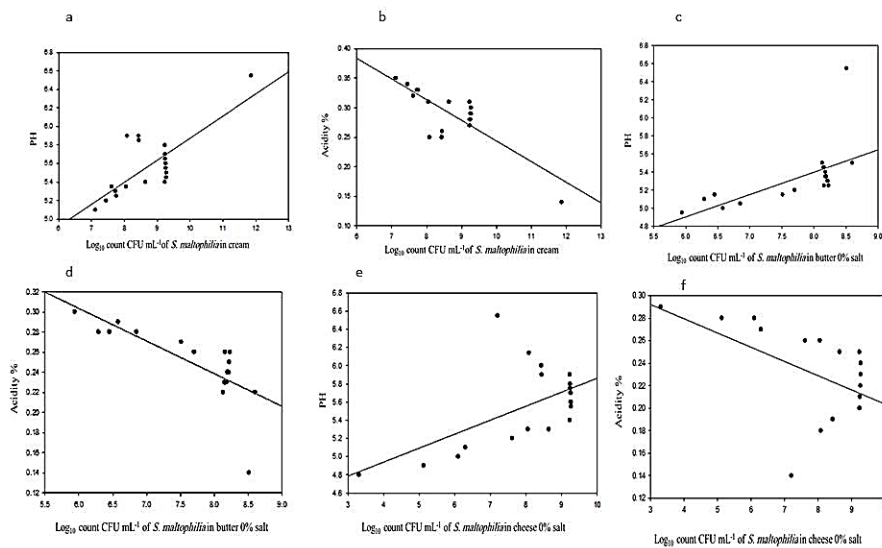 a
6.8
6.6
6.4
6.2
6.0
5.8
5.6
5.4
5.2
5.0
PH
6 7 8 9 10 11 12 13
Log10 count CFU mL-1 of S. maltophilia in cream
b
0.40
0.35
0.30
0.25
0.20
0.15
0.10
Acidity %
6 7 8 9 10 11 12 13
Log10 count CFU mL-1 of S. maltophilia in cream
c
6.8
6.6
6.4
6.2
6.0
5.8
5.6
5.4
5.2
5.0
4.8
PH
5.5 6.0 6.5 7.0 7.5 8.0 8.5 9.0
Log10 count CFU mL-1 of S. maltophilia in butter 0% salt
d
0.32
0.30
0.28
0.26
0.24
0.22
0.20
0.18
0.16
0.14
0.12
Acidity %
5.5 6.0 6.5 7.0 7.5 8.0 8.5 9.0
Log10 count CFU mL-1 of S. maltophilia in butter 0% salt
e
6.8
6.6
6.4
6.2
6.0
5.8
5.6
5.4
5.2
5.0
4.8
4.6
PH
3 4 5 6 7 8 9 10
Log10 count CFU mL-1 of S. maltophilia in cheese 0% salt
f
0.30
0.28
0.26
0.24
0.22
0.20
0.18
0.16
0.14
0.12
Acidity %
3 4 5 6 7 8 9
Log10 count CFU mL-1 of S. maltophilia in cheese 0% salt